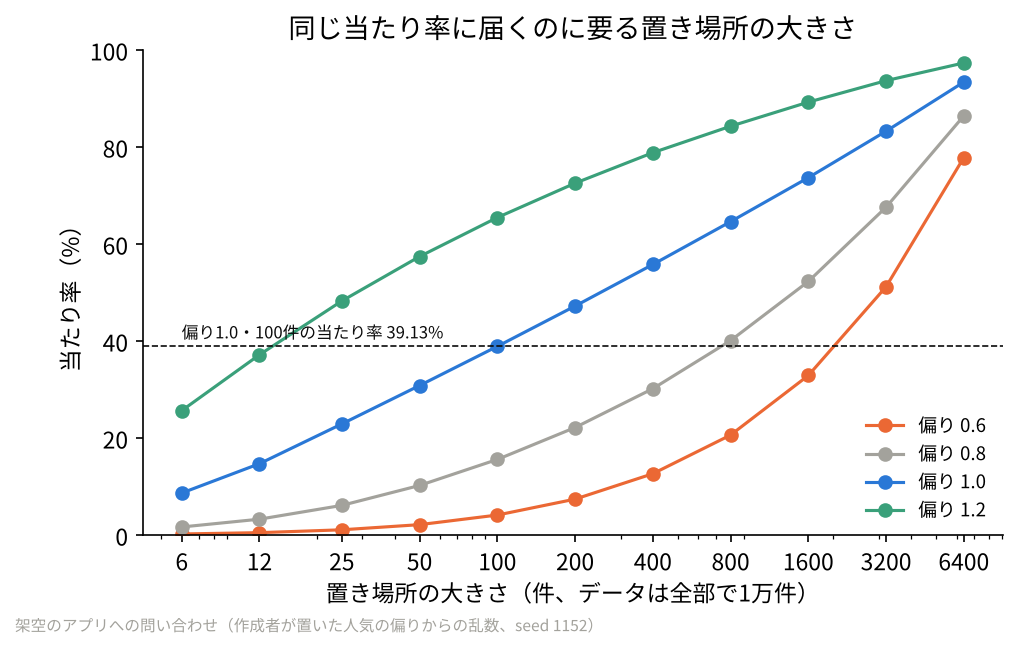 同じ当たり率に届くのに要る置き場所の大きさ
当たり率（%）
100
80
60
40
20
0
偏り1.0・100件の当たり率 39.13%
偏り 0.6
偏り 0.8
偏り 1.0
偏り 1.2
6 12 25 50 100 200 400 800 1600 3200 6400
置き場所の大きさ（件、データは全部で1万件）
架空のアプリへの問い合わせ（作成者が置いた人気の偏りからの乱数、seed 1152）